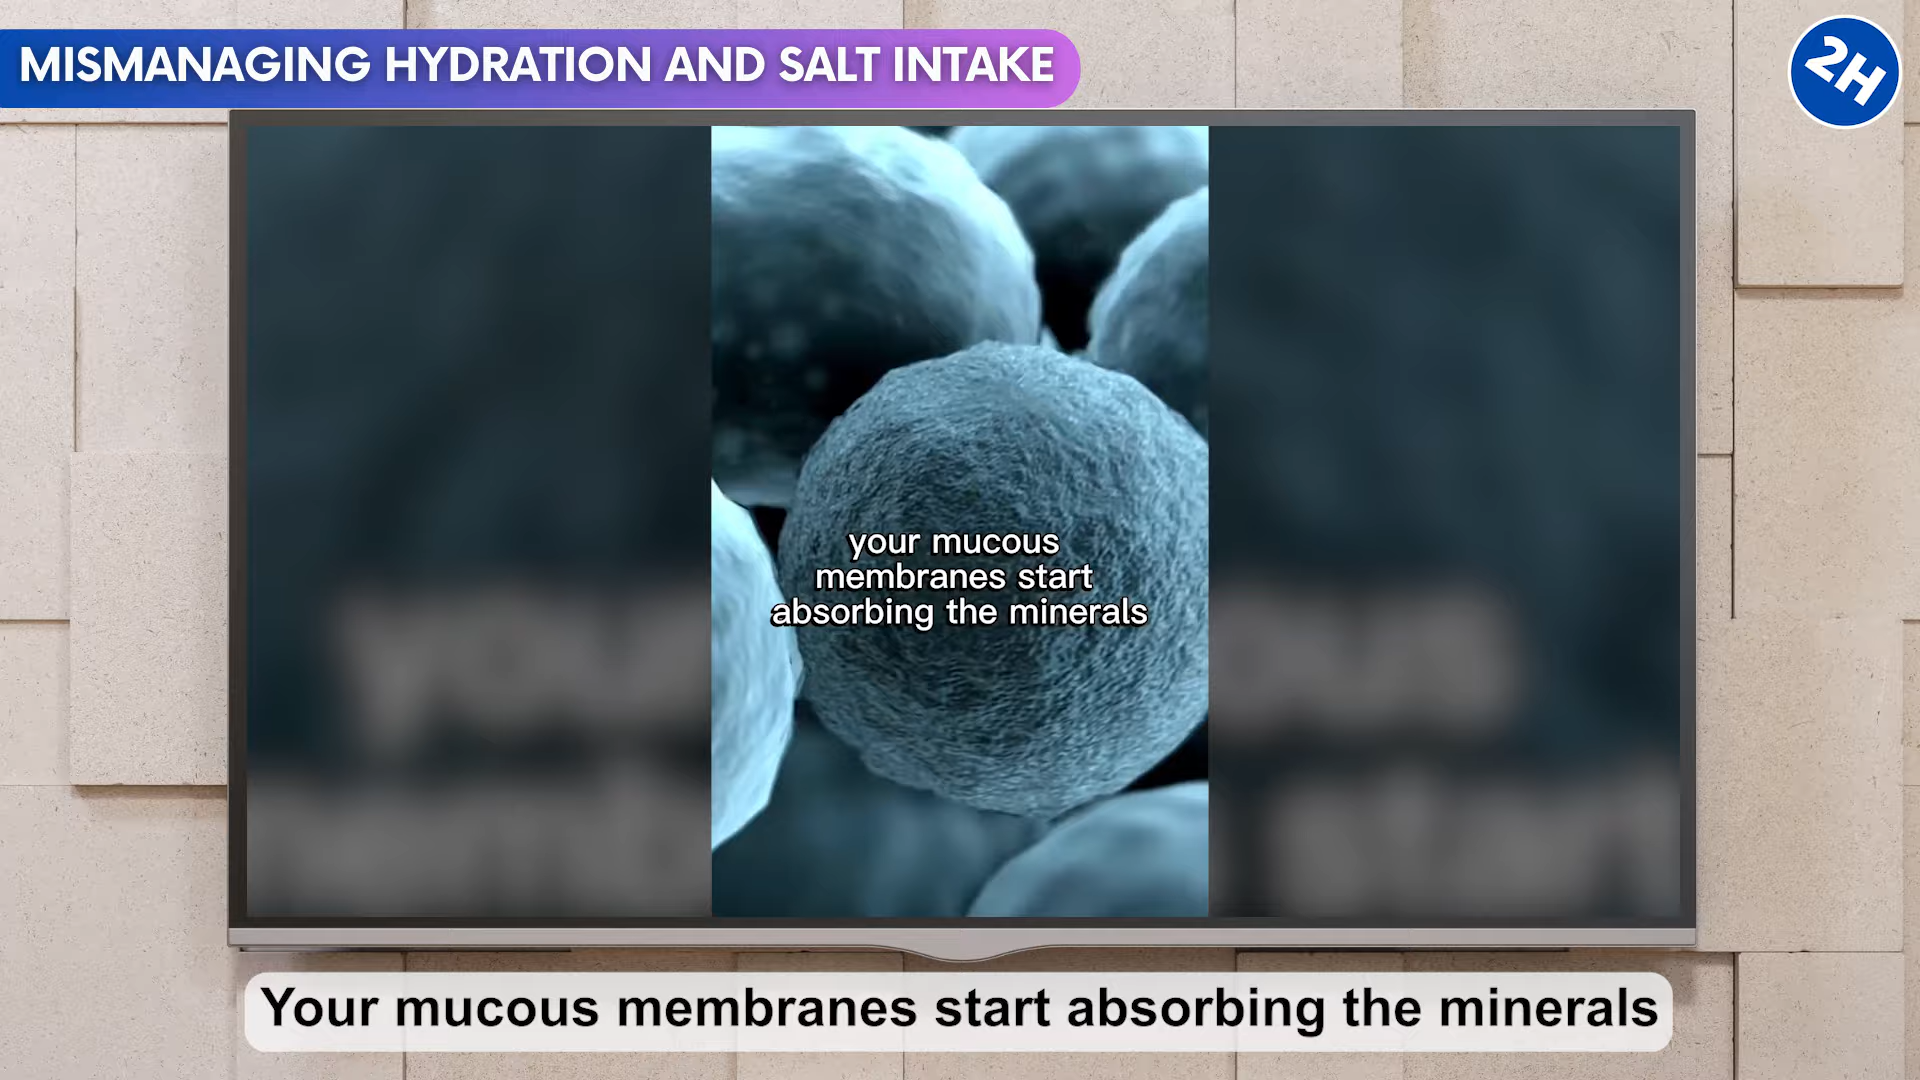 MISMANAGING HYDRATION AND SALT INTAKE
2H
your mucous
membranes start
absorbing the minerals
Your mucous membranes start absorbing the minerals